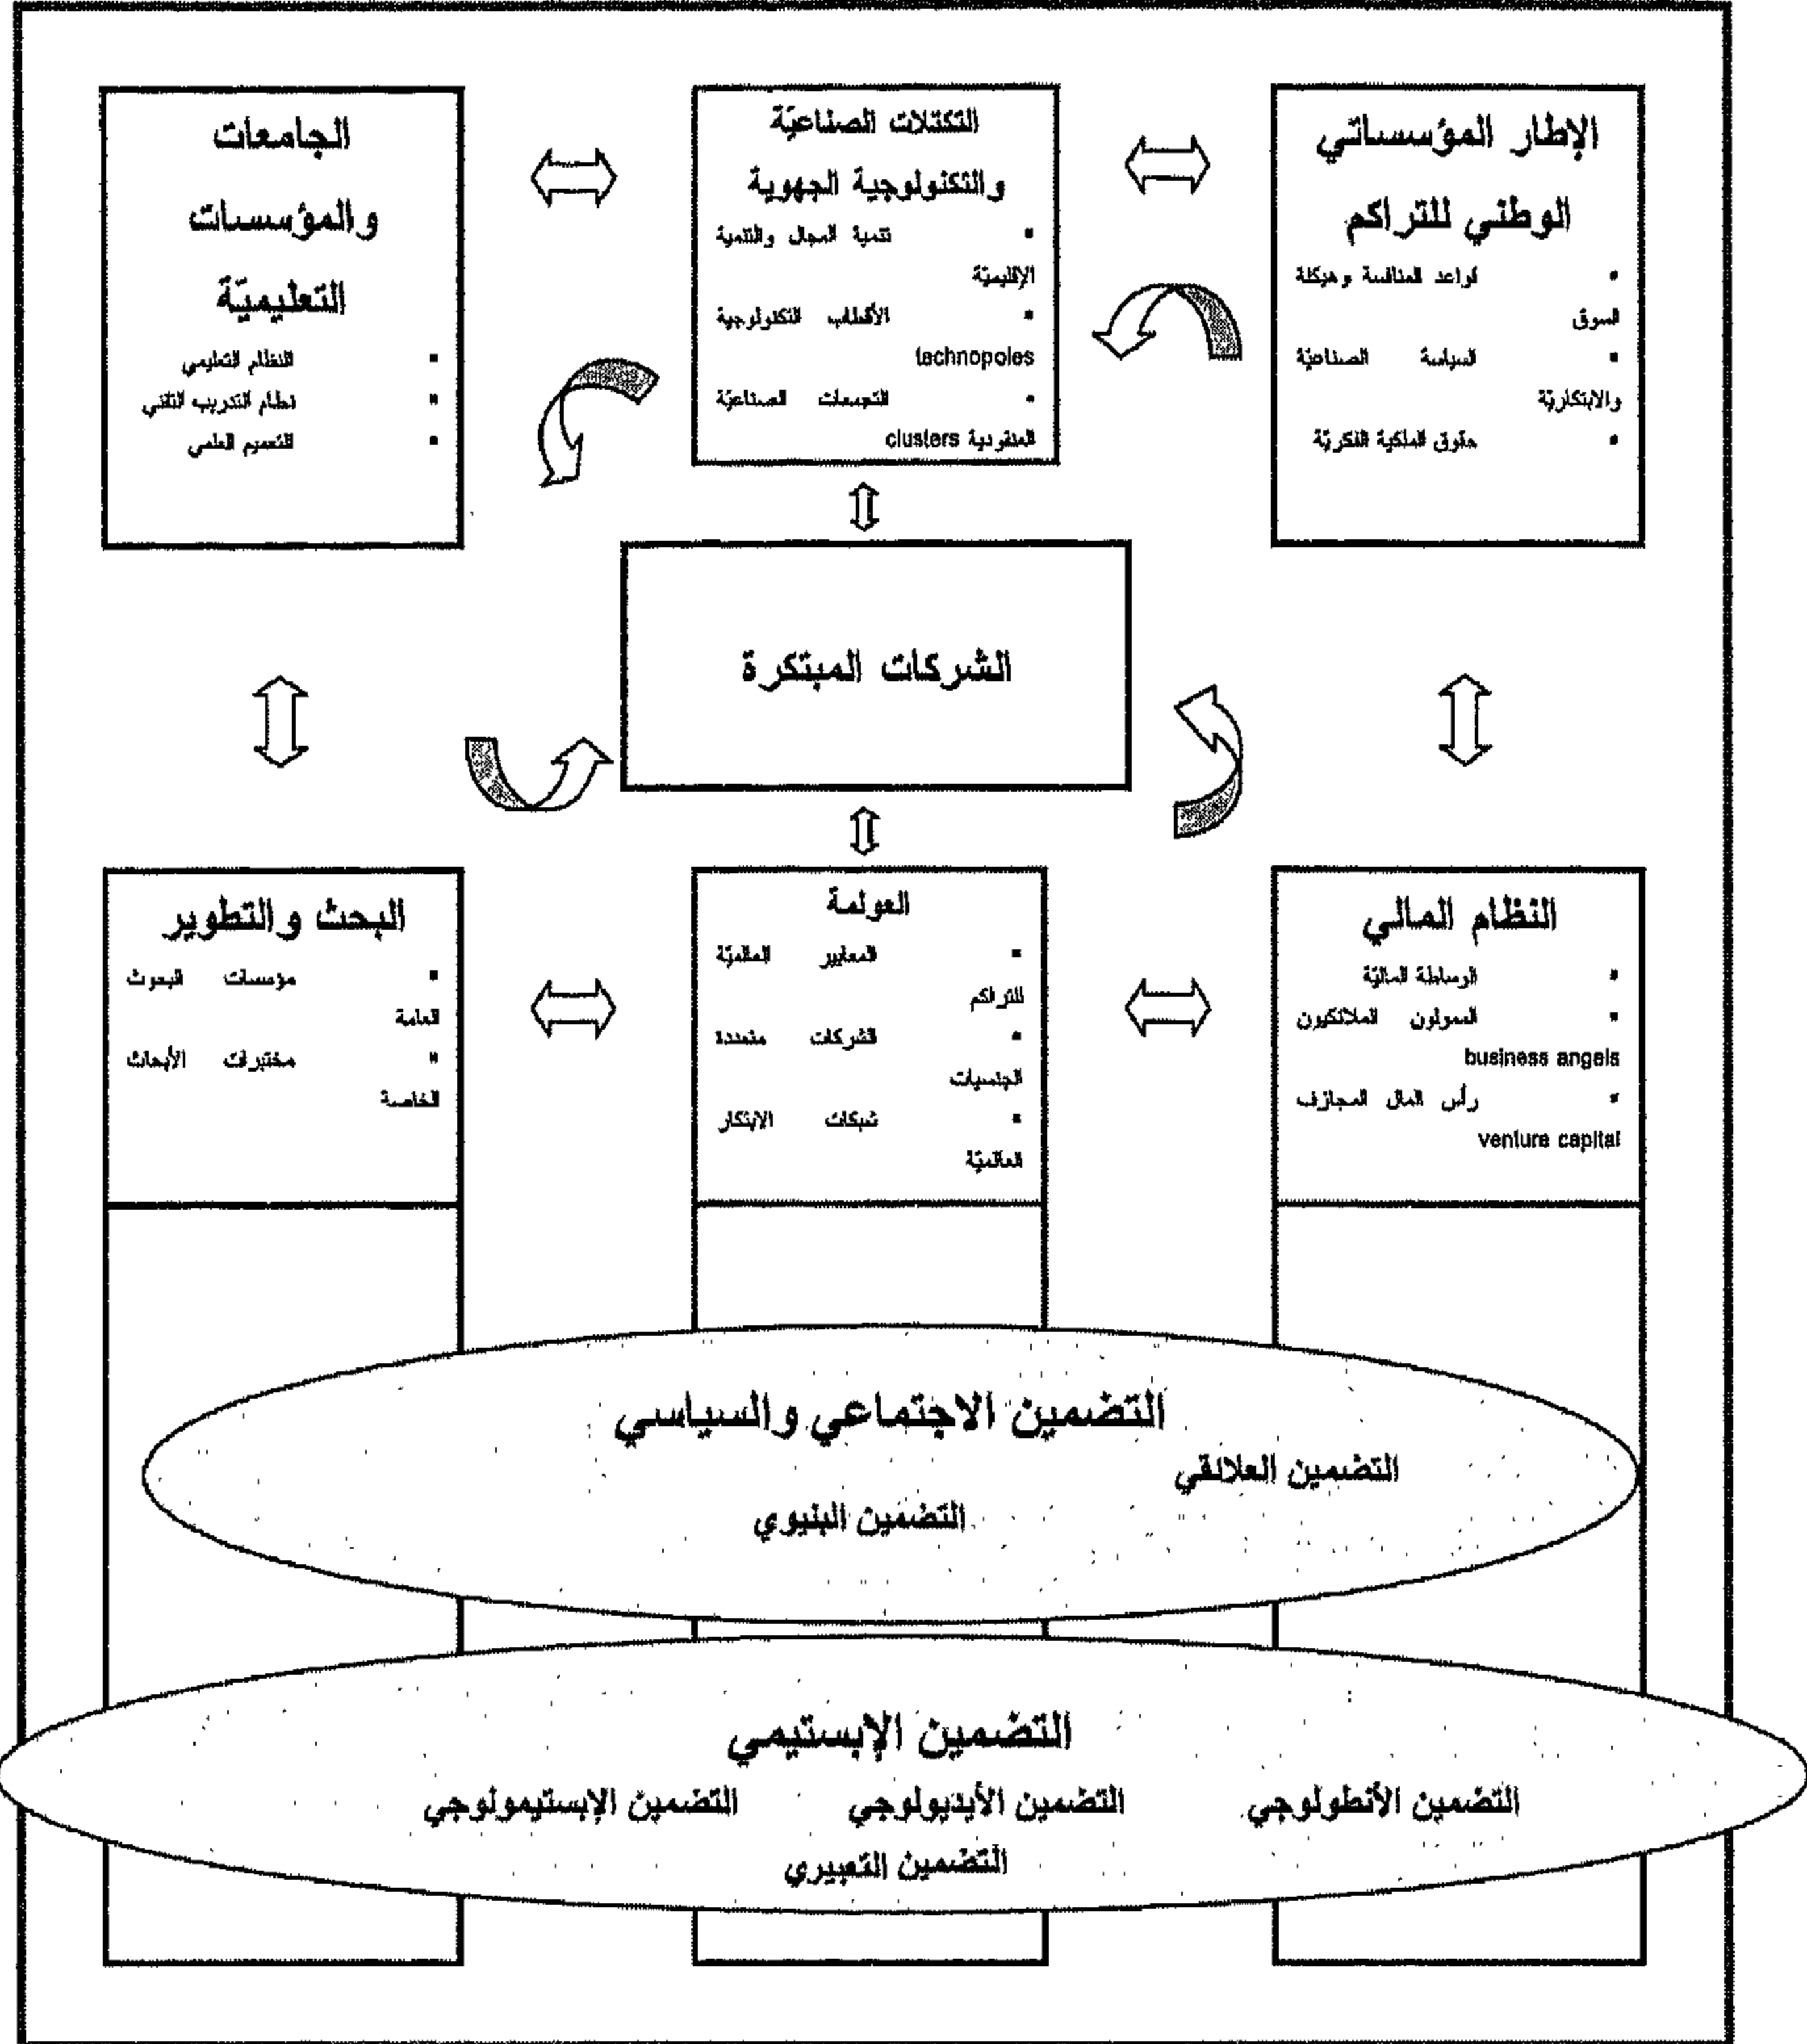 الإطار المؤسساتي
الوطني للتراكم
▪ قواعد المنافسة وهيكلة
السوق
▪ السياسة الصناعيّة
والابتكاريّة
▪ حقوق الملكية الفكريّة
التكتلات الصناعيّة
والتكنولوجية الجهوية
▪ تنمية المجال والتنمية
الإقليميّة
▪ الأقطاب التكنولوجية
technopoles
▪ التجمعات الصناعيّة
العنقودية clusters
الجامعات
والمؤسسات
التعليميّة
▪ النظام التعليمي
▪ نظام التدريب التقني
▪ التعميم العلمي
الشركات المبتكرة
النظام المالي
▪ الوساطة الماليّة
▪ الممولون الملائكيون
business angels
▪ رأس المال المجازف
venture capital
العولمة
▪ المعايير العالميّة
للتراكم
▪ الشركات متعددة
الجنسيات
▪ شبكات الابتكار
العالميّة
البحث والتطوير
▪ مؤسسات البحوث
العامة
▪ مختبرات الأبحاث
الخاصة
التضمين الاجتماعي والسياسي
التضمين العلائقي
التضمين البنيوي
التضمين الإبستيمي
التضمين الأنطولوجي التضمين الأيديولوجي التضمين الإبستيمولوجي
التضمين التعبيري